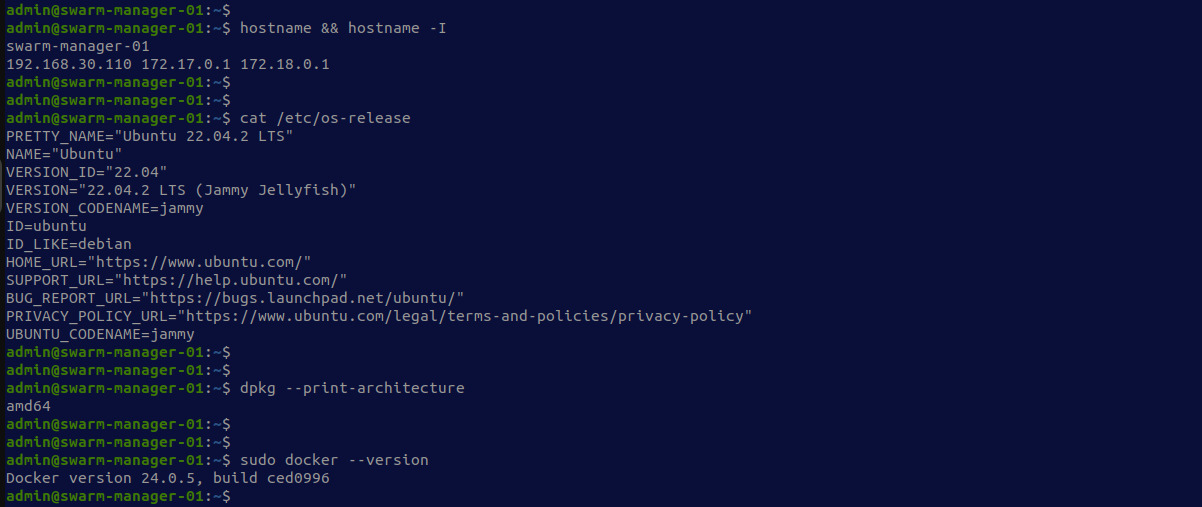 admin@swarm-manager-01:~$
admin@swarm-manager-01:~$ hostname && hostname -I
swarm-manager-01
192.168.30.110 172.17.0.1 172.18.0.1
admin@swarm-manager-01:~$
admin@swarm-manager-01:~$
admin@swarm-manager-01:~$ cat /etc/os-release
PRETTY_NAME="Ubuntu 22.04.2 LTS"
NAME="Ubuntu"
VERSION_ID="22.04"
VERSION="22.04.2 LTS (Jammy Jellyfish)"
VERSION_CODENAME=jammy
ID=ubuntu
ID_LIKE=debian
HOME_URL="https://www.ubuntu.com/"
SUPPORT_URL="https://help.ubuntu.com/"
BUG_REPORT_URL="https://bugs.launchpad.net/ubuntu/"
PRIVACY_POLICY_URL="https://www.ubuntu.com/legal/terms-and-policies/privacy-policy"
UBUNTU_CODENAME=jammy
admin@swarm-manager-01:~$
admin@swarm-manager-01:~$
admin@swarm-manager-01:~$ dpkg --print-architecture
amd64
admin@swarm-manager-01:~$
admin@swarm-manager-01:~$
admin@swarm-manager-01:~$ sudo docker --version
Docker version 24.0.5, build ced0996
admin@swarm-manager-01:~$